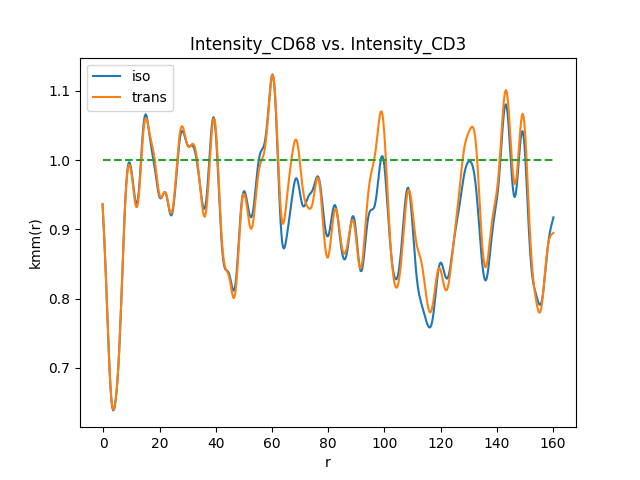 Intensity_CD68 vs. Intensity_CD3
iso
trans
1.1
1.0
0.9
0.8
0.7
kmm(r)
0 20 40 60 80 100 120 140 160
r